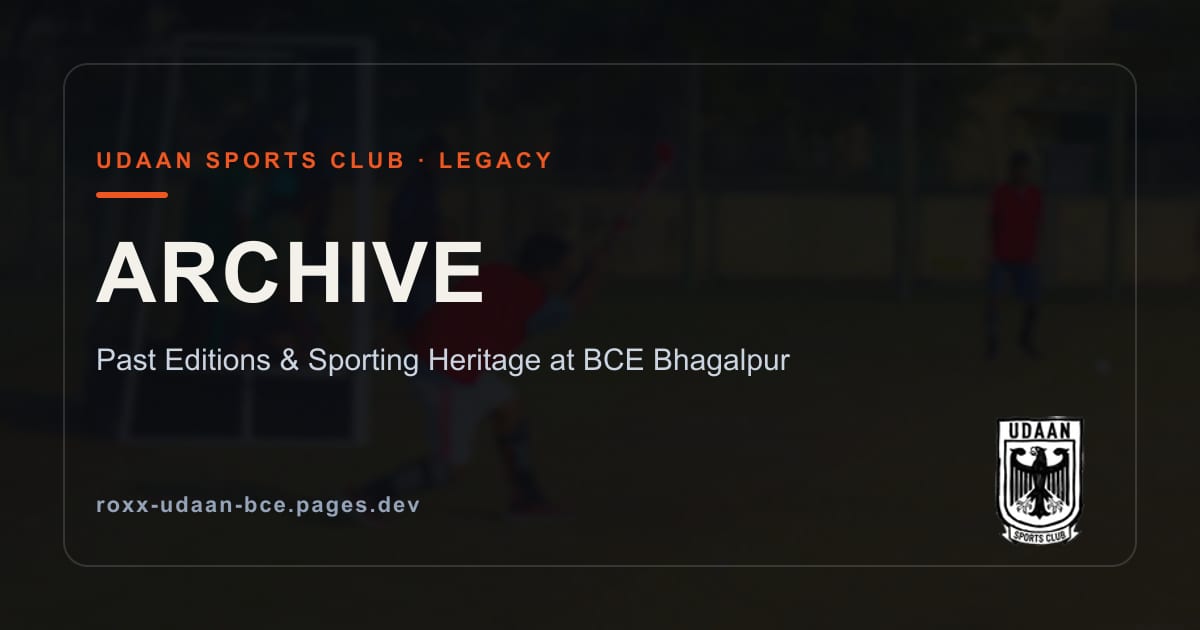 UDAAN SPORTS CLUB · LEGACY
ARCHIVE
Past Editions & Sporting Heritage at BCE Bhagalpur
roxx-udaan-bce.pages.dev
UDAAN
SPORTS CLUB